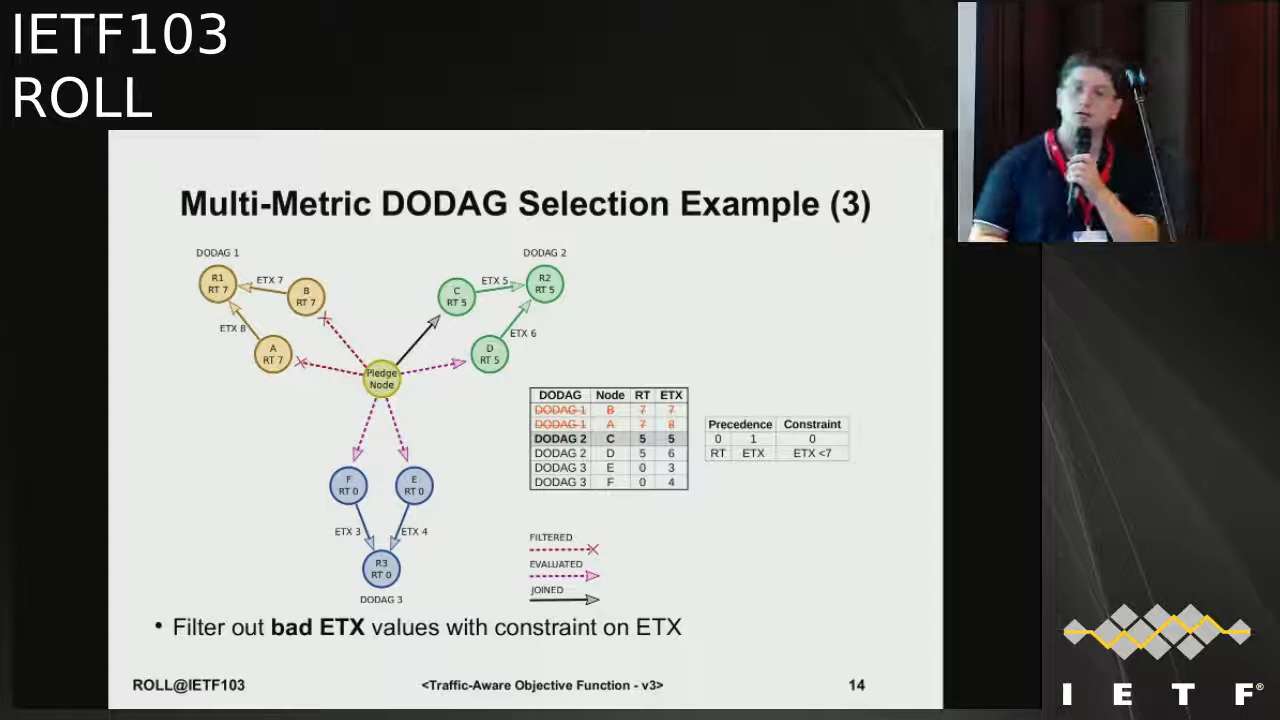 IETF103
ROLL
Multi-Metric DODAG Selection Example (3)
DODAG 1
DODAG 2
R1
RT 7
ETX 7
B
RT 7
C
RT 5
ETX 5
R2
RT 5
ETX 8
A
RT 7
D
RT 5
ETX 6
Pledge
Node
DODAG Node RT ETX
DODAG 1 B 7 7
DODAG 1 A 7 8
DODAG 2 C 5 5
DODAG 2 D 5 6
DODAG 3 E 0 3
DODAG 3 F 0 4
Precedence Constraint
0 1 0
RT ETX ETX <7
F
RT 0
E
RT 0
ETX 3
ETX 4
R3
RT 0
DODAG 3
FILTERED
EVALUATED
JOINED
• Filter out bad ETX values with constraint on ETX
ROLL@IETF103 <Traffic-Aware Objective Function - v3> 14
I E T F®